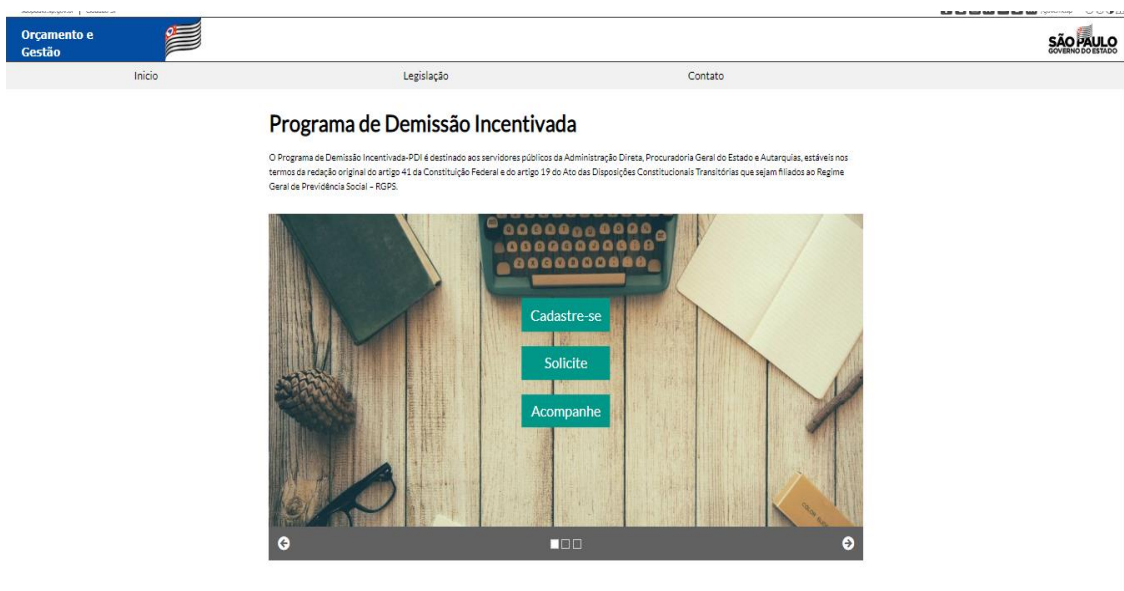 Orçamento e
Gestão
SÃO PAULO
GOVERNO DO ESTADO
Inicio
Legislação
Contato
Programa de Demissão Incentivada
O Programa de Demissão Incentivada-PDI é destinado aos servidores públicos da Administração Direta, Procuradoria Geral do Estado e Autarquias, estáveis nos
termos da redação original do artigo 41 da Constituição Federal e do artigo 19 do Ato das Disposições Constitucionais Transitórias que sejam filiados ao Regime
Geral de Previdência Social – RGPS.
Cadastre-se
Solicite
Acompanhe